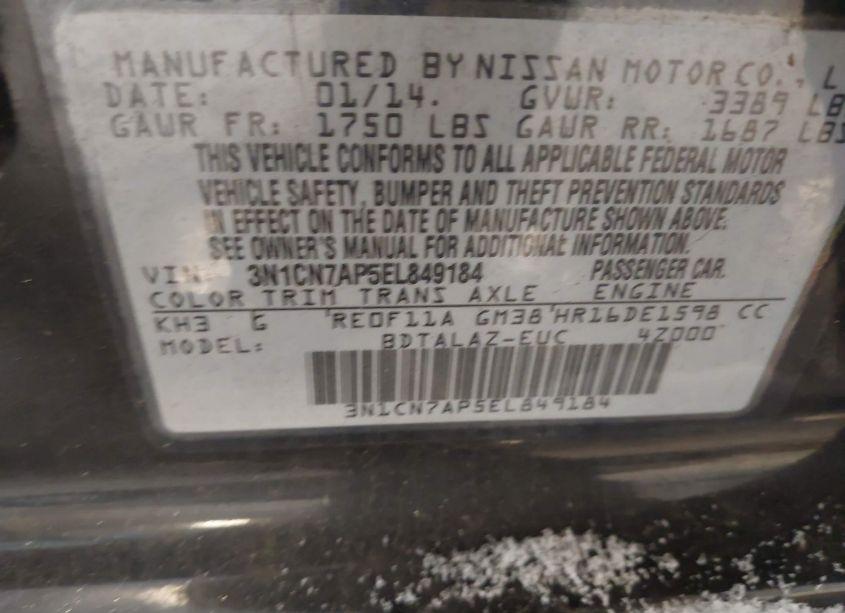 MANUFACTURED BY NISSAN MOTOR CO., L
DATE: 01/14. GVWR: 3389 LB
GAWR FR: 1750 LBS GAWR RR: 1687 LBS
THIS VEHICLE CONFORMS TO ALL APPLICABLE FEDERAL MOTOR
VEHICLE SAFETY, BUMPER AND THEFT PREVENTION STANDARDS
IN EFFECT ON THE DATE OF MANUFACTURE SHOWN ABOVE.
SEE OWNER'S MANUAL FOR ADDITIONAL INFORMATION.
VIN: 3N1CN7AP5EL849184 PASSENGER CAR.
COLOR TRIM TRANS AXLE ENGINE
KH3 G RE0F11A GM38 HR16DE1598 CC
MODEL: BDTALAZ-EUC 4Z000
3N1CN7AP5EL849184